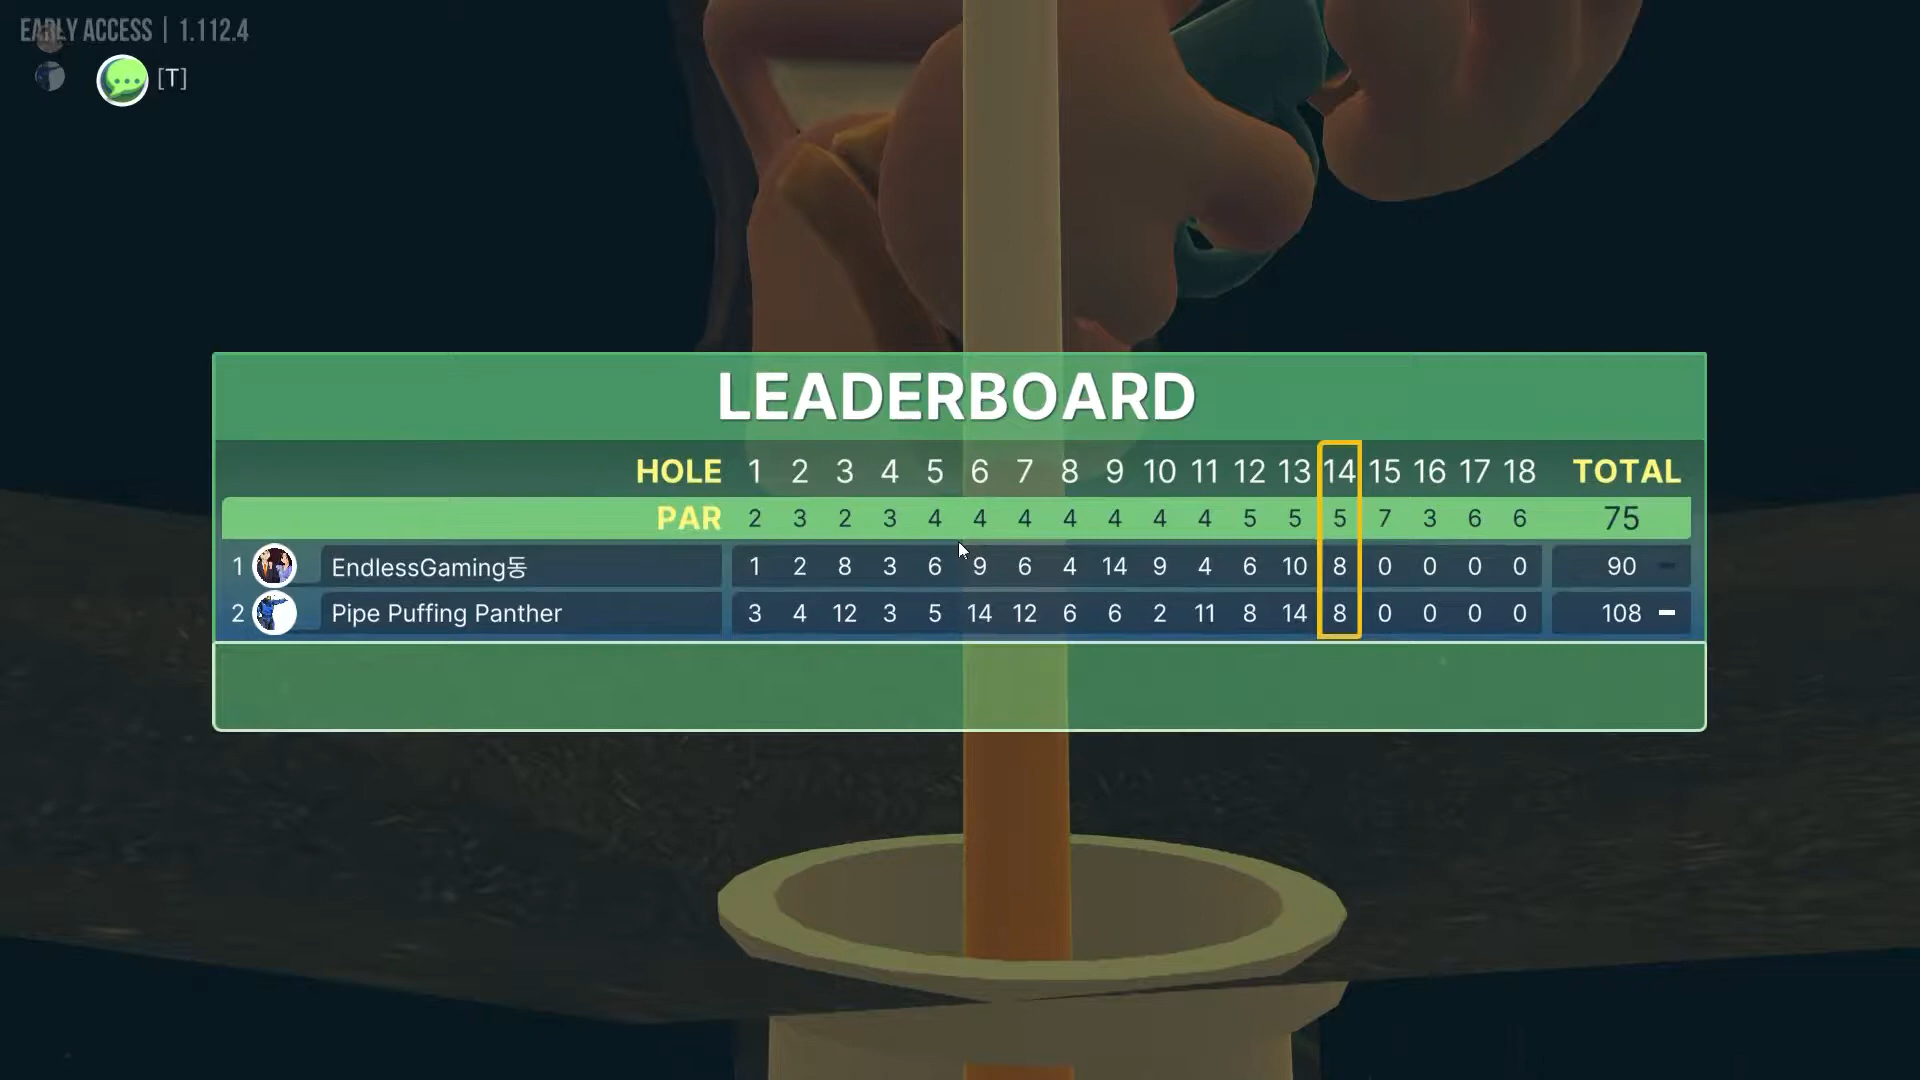 EARLY ACCESS | 1.112.4
[T]
LEADERBOARD
HOLE 1 2 3 4 5 6 7 8 9 10 11 12 13 14 15 16 17 18 TOTAL
PAR 2 3 2 3 4 4 4 4 4 4 4 5 5 5 7 3 6 6 75
1 EndlessGaming동 1 2 8 3 6 9 6 4 14 9 4 6 10 8 0 0 0 0 90
2 Pipe Puffing Panther 3 4 12 3 5 14 12 6 6 2 11 8 14 8 0 0 0 0 108